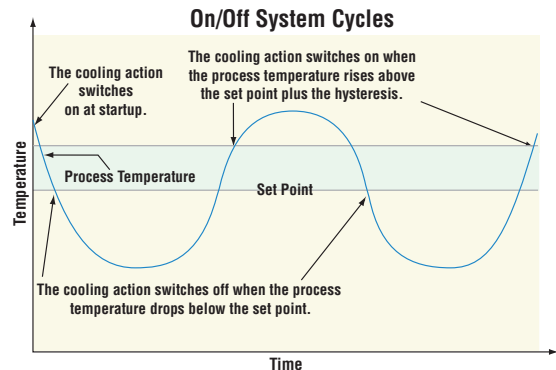 On/Off System Cycles
The cooling action
switches
on at startup.
The cooling action switches on when
the process temperature rises above
the set point plus the hysteresis.
Temperature
Process Temperature
Set Point
The cooling action switches off when the process
temperature drops below the set point.
Time